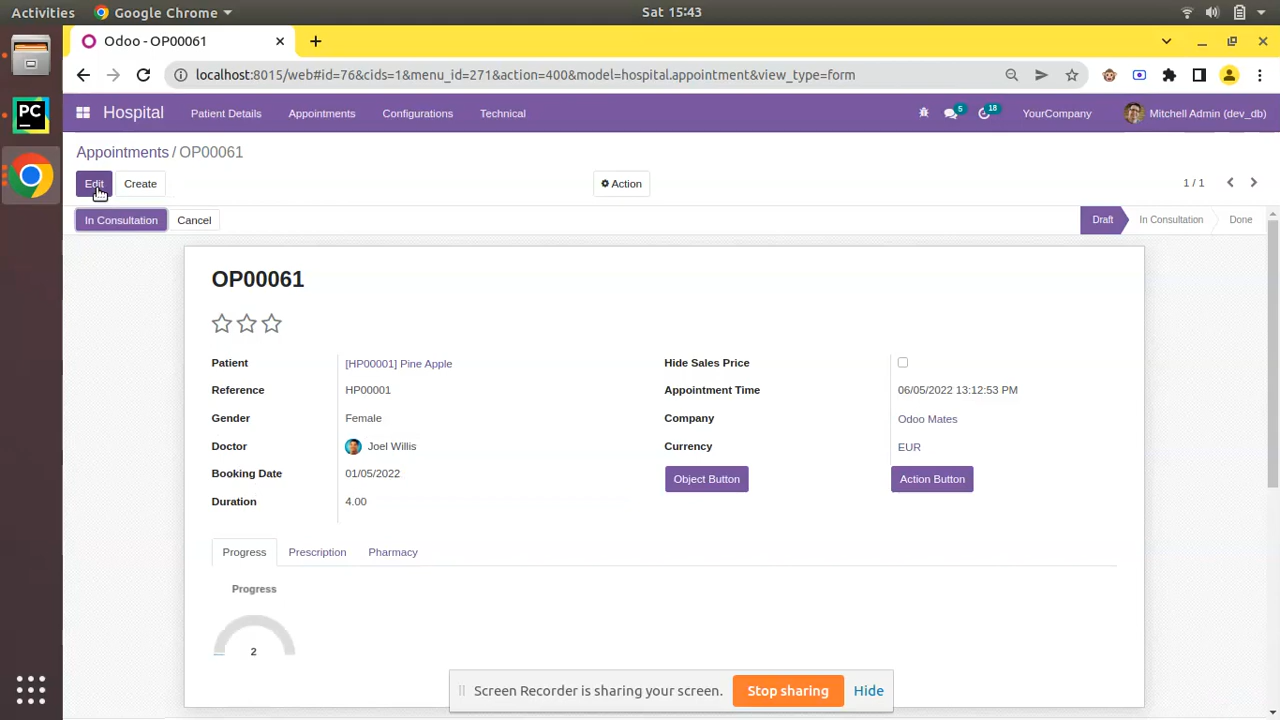 Activities Google Chrome Sat 15:43
Odoo - OP00061
localhost:8015/web#id=76&cids=1&menu_id=271&action=400&model=hospital.appointment&view_type=form
PC
Hospital Patient Details Appointments Configurations Technical 5 18 YourCompany Mitchell Admin (dev_db)
Appointments / OP00061
Edit Create Action 1 / 1
In Consultation Cancel Draft In Consultation Done
OP00061
Patient [HP00001] Pine Apple Hide Sales Price
Reference HP00001 Appointment Time 06/05/2022 13:12:53 PM
Gender Female Company Odoo Mates
Doctor Joel Willis Currency EUR
Booking Date 01/05/2022 Object Button Action Button
Duration 4.00
Progress Prescription Pharmacy
Progress
2
Screen Recorder is sharing your screen. Stop sharing Hide